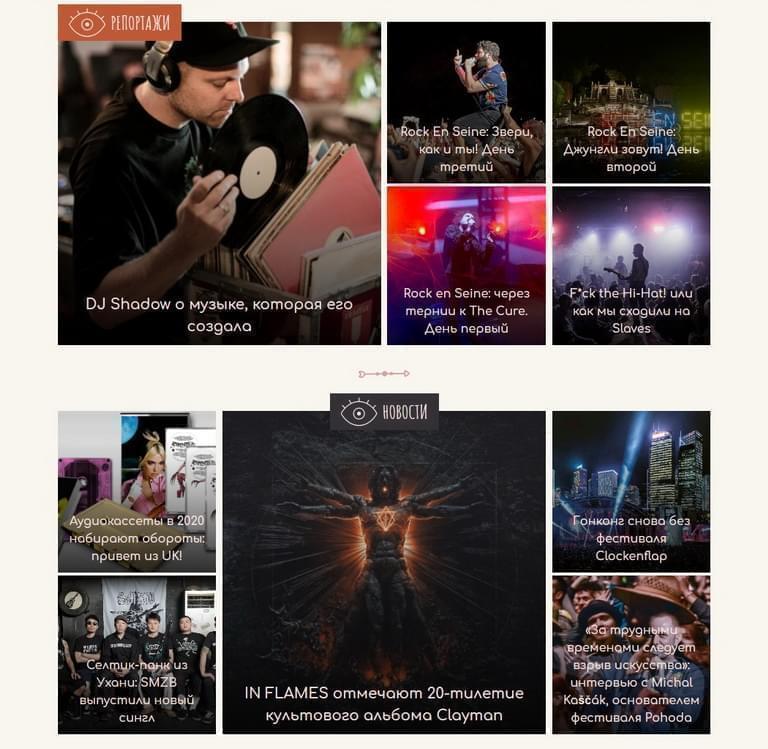 РЕПОРТАЖИ
DJ Shadow о музыке, которая его
создала
Rock En Seine: Звери,
как и ты! День
третий
Rock En Seine:
Джунгли зовут! День
второй
Rock en Seine: через
тернии к The Cure.
День первый
F*ck the Hi-Hat! или
как мы сходили на
Slaves
НОВОСТИ
Аудиокассеты в 2020
набирают обороты:
привет из UK!
Селтик-панк из
Ухани: SMZB
выпустили новый
сингл
IN FLAMES отмечают 20-тилетие
культового альбома Clayman
Гонконг снова без
фестиваля
Clockenflap
«За трудными
временами следует
взрыв искусства»:
интервью с Michal
Kaščák, основателем
фестиваля Pohoda